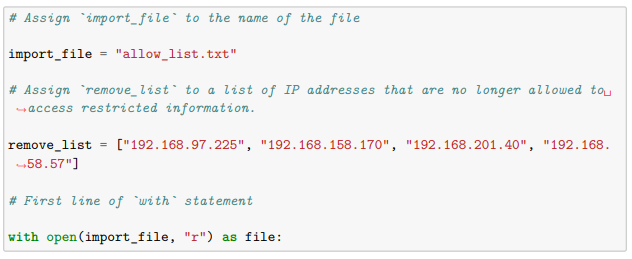 # Assign `import_file` to the name of the file
import_file = "allow_list.txt"
# Assign `remove_list` to a list of IP addresses that are no longer allowed to␣
↪access restricted information.
remove_list = ["192.168.97.225", "192.168.158.170", "192.168.201.40", "192.168.
↪58.57"]
# First line of `with` statement
with open(import_file, "r") as file: